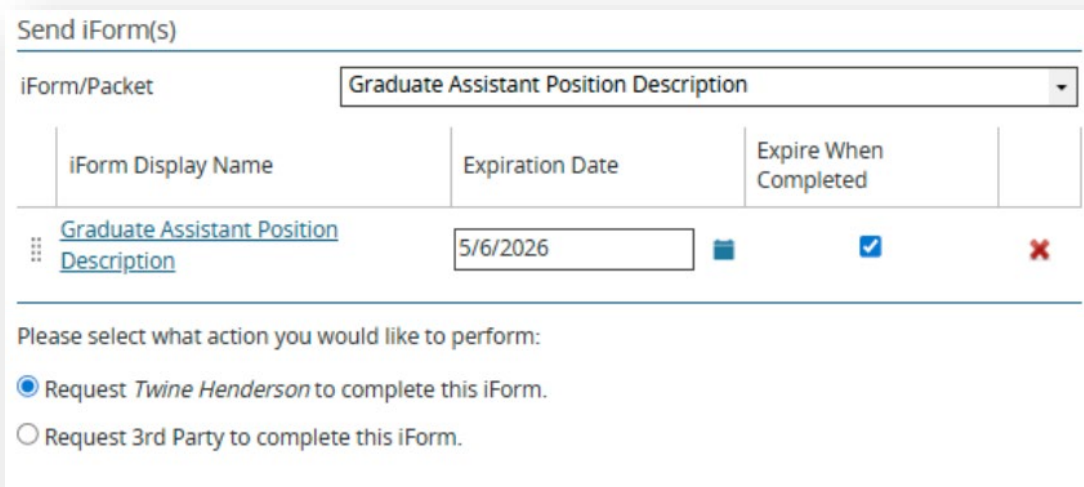 Send iForm(s)
iForm/Packet
Graduate Assistant Position Description
iForm Display Name
Expiration Date
Expire When
Completed
Graduate Assistant Position
Description
5/6/2026
Please select what action you would like to perform:
Request Twine Henderson to complete this iForm.
Request 3rd Party to complete this iForm.